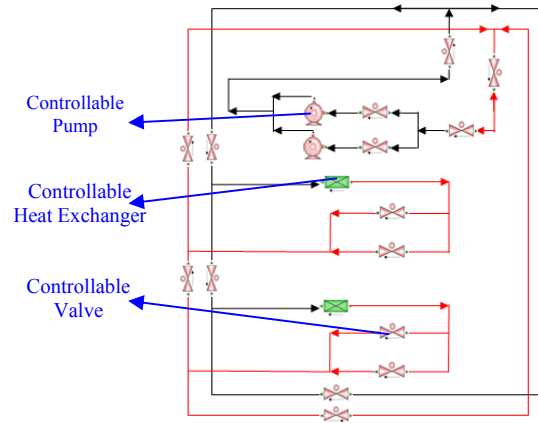 Controllable
Pump
Controllable
Heat Exchanger
Controllable
Valve